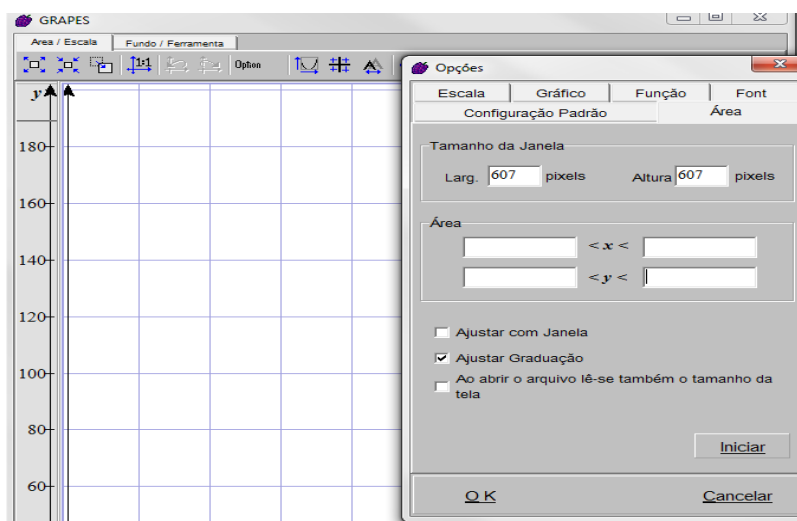 GRAPES
Area / Escala Fundo / Ferramenta
1:1 Option A
y
180
160
140
120
100
80
60
Opções
Escala Gráfico Função Font
Configuração Padrão Área
Tamanho da Janela
Larg. 607 pixels Altura 607 pixels
Área
< x <
< y <
Ajustar com Janela
Ajustar Graduação
Ao abrir o arquivo lê-se também o tamanho da
tela
Iniciar
O K Cancelar